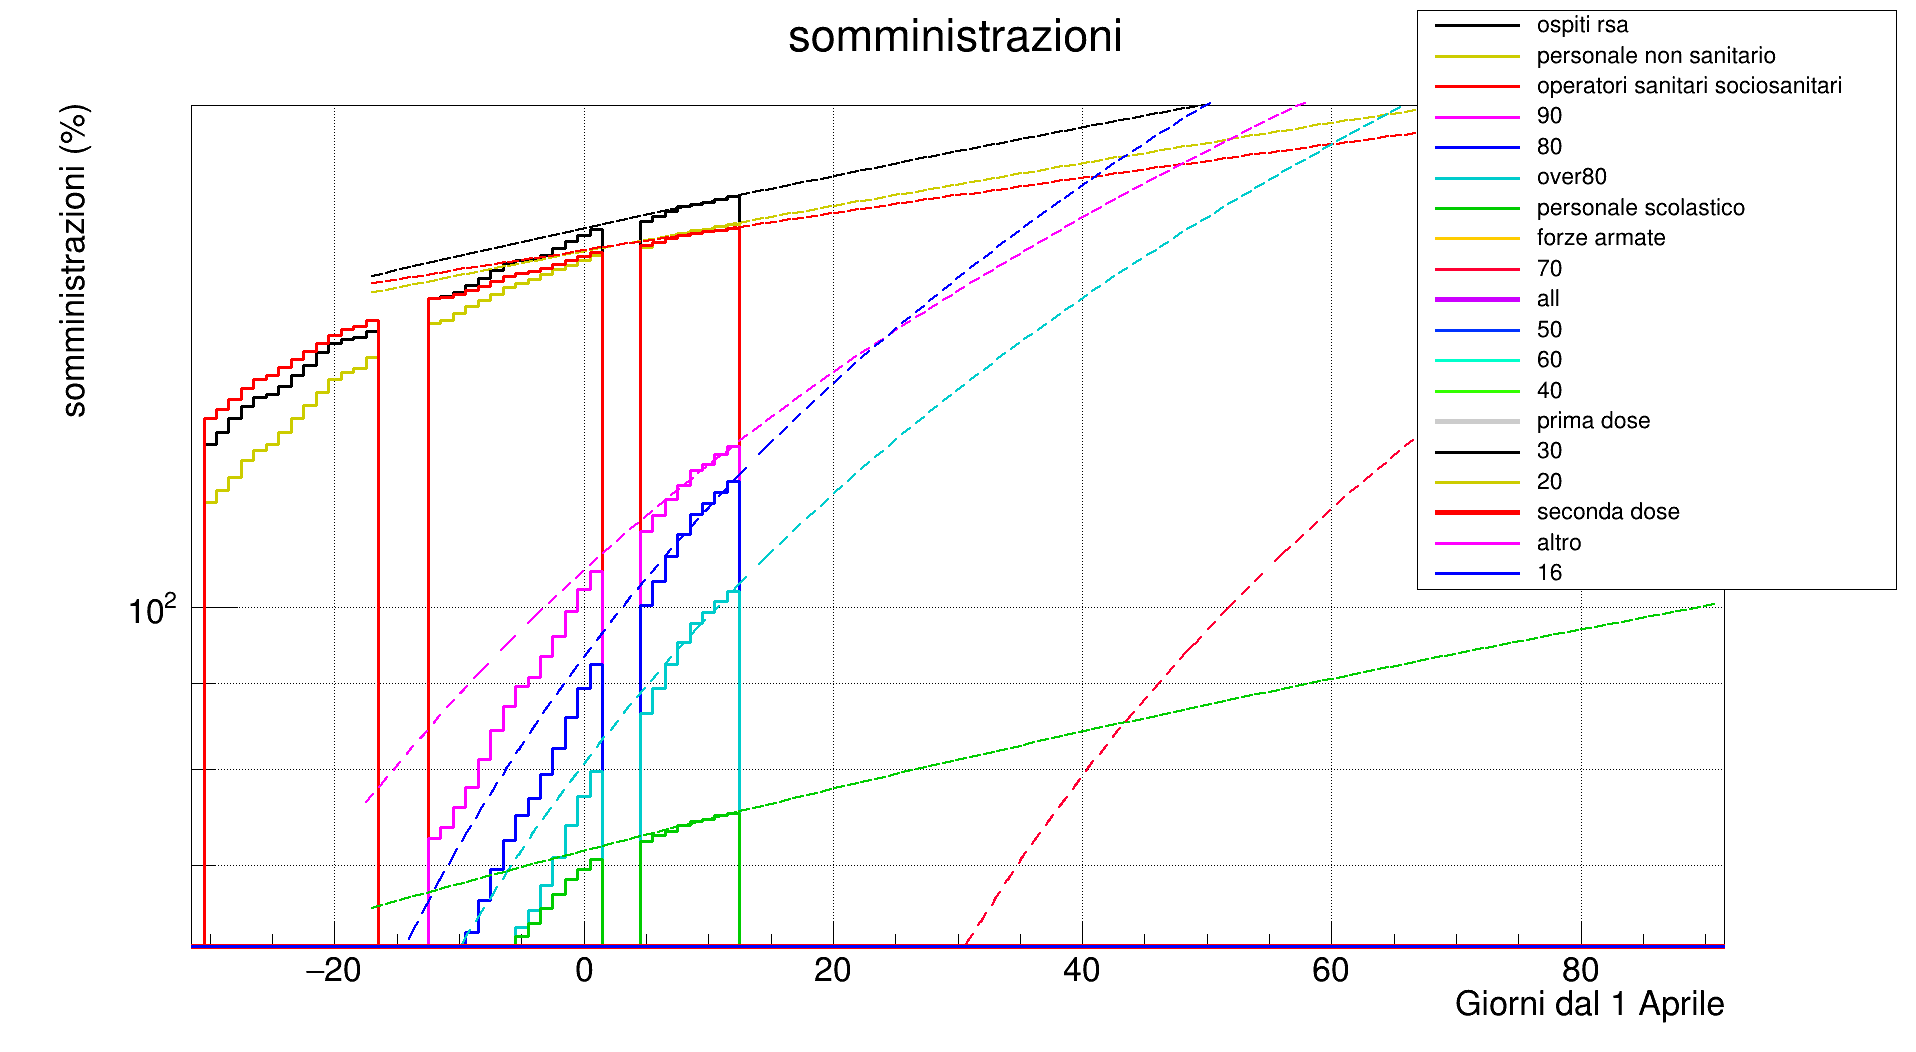 somministrazioni
somministrazioni (%)
ospiti rsa
personale non sanitario
operatori sanitari sociosanitari
90
80
over80
personale scolastico
forze armate
70
all
50
60
40
prima dose
30
20
seconda dose
altro
16
10²
−20 0 20 40 60 80
Giorni dal 1 Aprile